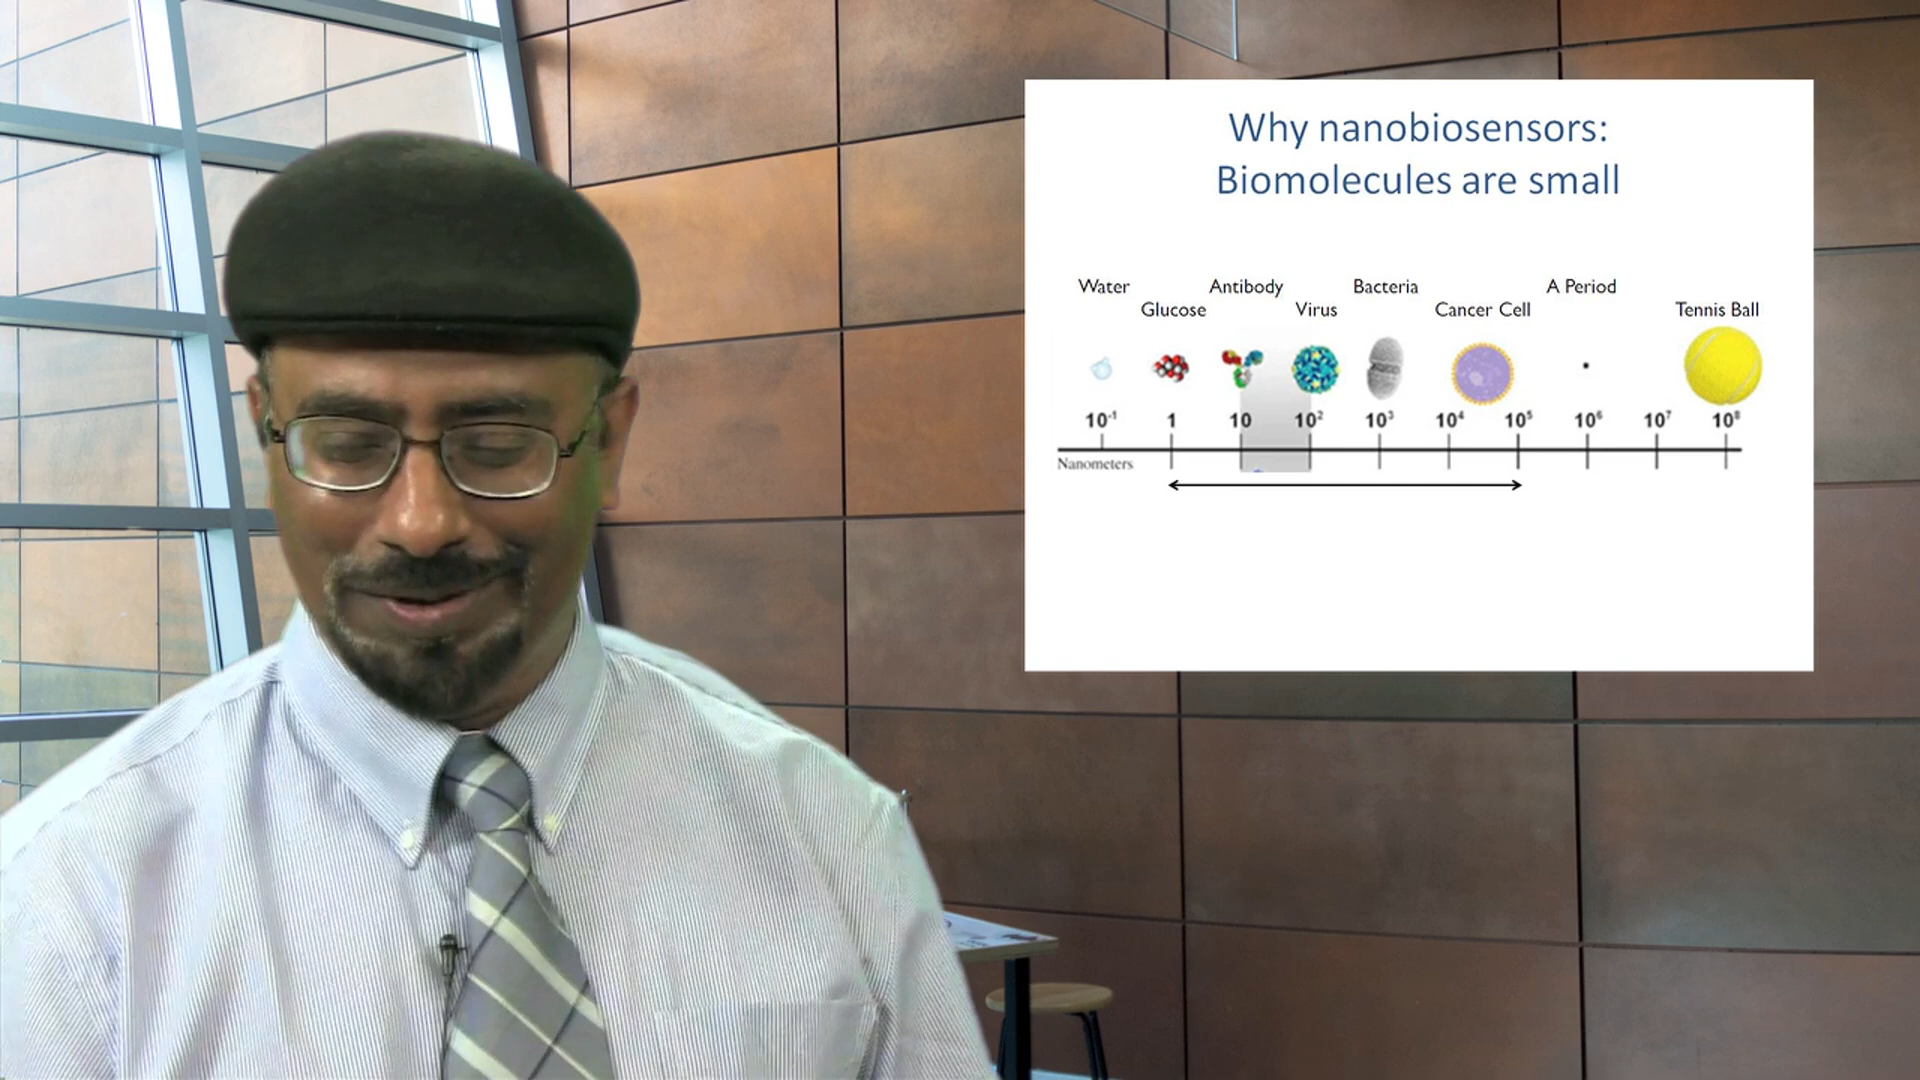 Why nanobiosensors:
Biomolecules are small
Water Antibody Bacteria A Period
Glucose Virus Cancer Cell Tennis Ball
10⁻¹ 1 10 10² 10³ 10⁴ 10⁵ 10⁶ 10⁷ 10⁸
Nanometers